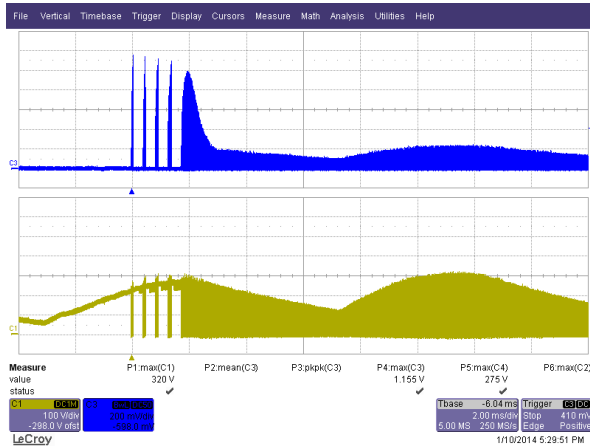 File Vertical Timebase Trigger Display Cursors Measure Math Analysis Utilities Help
C3
C1
Measure P1:max(C1) P2:mean(C3) P3:pkpk(C3) P4:max(C3) P5:max(C4) P6:max(C2)
value 320 V 1.155 V 275 V
status
C1 DC1M
100 V/div
-298.0 V ofst
Tbase -6.04 ms Trigger C3 DC
2.00 ms/div Stop 410 mV
5.00 MS 250 MS/s Edge Positive
LeCroy 1/10/2014 5:29:51 PM